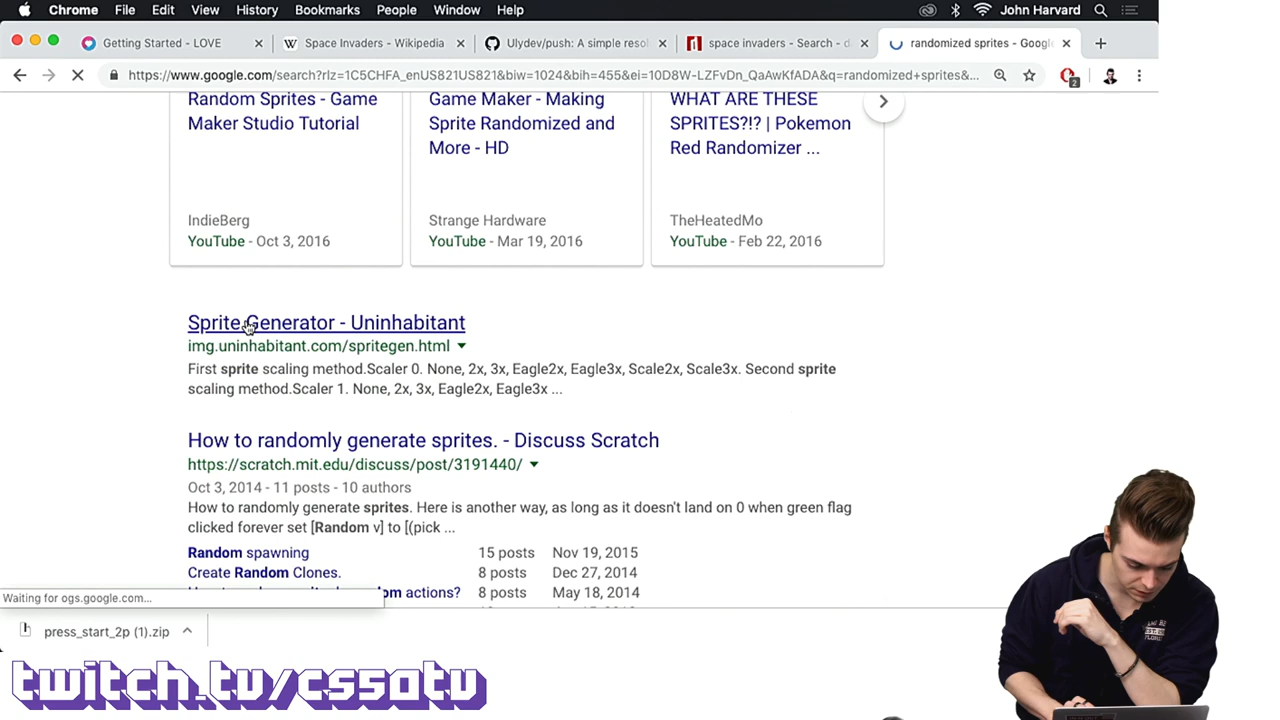 Chrome File Edit View History Bookmarks People Window Help John Harvard
Getting Started - LOVE Space Invaders - Wikipedia Ulydev/push: A simple reso space invaders - Search - d randomized sprites - Google
https://www.google.com/search?rlz=1C5CHFA_enUS821US821&biw=1024&bih=455&ei=10D8W-LZFvDn_QaAwKfADA&q=randomized+sprites&... 2
Random Sprites - Game
Maker Studio Tutorial
IndieBerg
YouTube - Oct 3, 2016
Game Maker - Making
Sprite Randomized and
More - HD
Strange Hardware
YouTube - Mar 19, 2016
WHAT ARE THESE
SPRITES?!? | Pokemon
Red Randomizer ...
TheHeatedMo
YouTube - Feb 22, 2016
Sprite Generator - Uninhabitant
img.uninhabitant.com/spritegen.html
First sprite scaling method.Scaler 0. None, 2x, 3x, Eagle2x, Eagle3x, Scale2x, Scale3x. Second sprite
scaling method.Scaler 1. None, 2x, 3x, Eagle2x, Eagle3x ...
How to randomly generate sprites. - Discuss Scratch
https://scratch.mit.edu/discuss/post/3191440/
Oct 3, 2014 - 11 posts - 10 authors
How to randomly generate sprites. Here is another way, as long as it doesn't land on 0 when green flag
clicked forever set [Random v] to [(pick ...
Random spawning 15 posts Nov 19, 2015
Create Random Clones. 8 posts Dec 27, 2014
actions? 8 posts May 18, 2014
Waiting for ogs.google.com...
press_start_2p (1).zip
twitch.tv/cs50tv